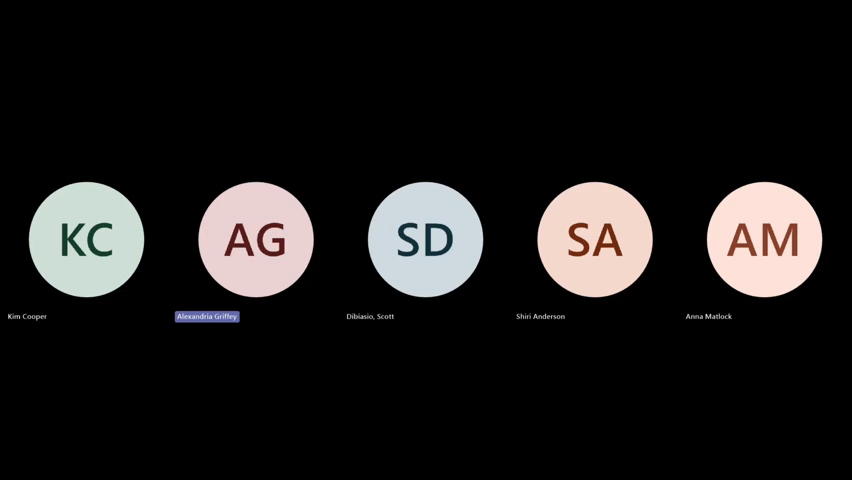 KC AG SD SA AM
Kim Cooper Alexandria Griffey Dibiasio, Scott Shiri Anderson Anna Matlock